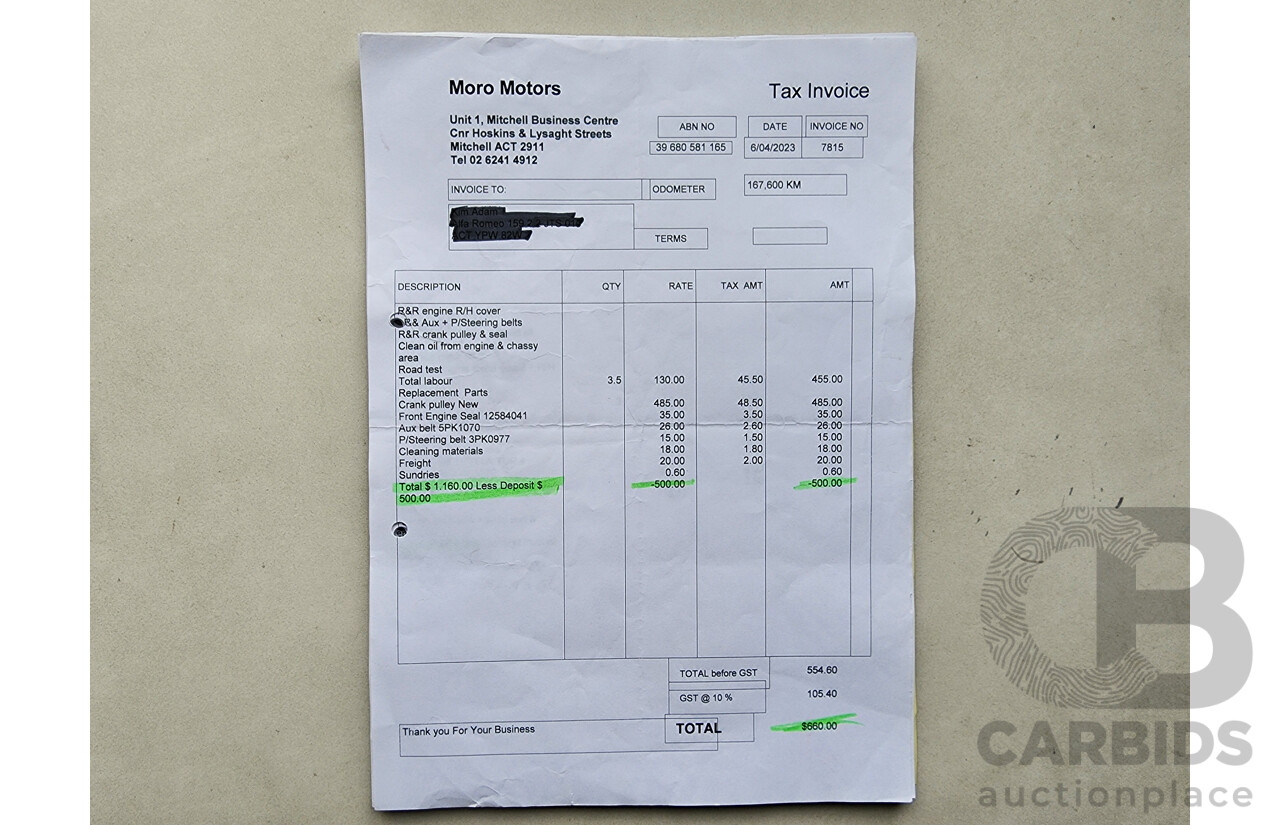 Moro Motors
Tax Invoice
Unit 1, Mitchell Business Centre
Cnr Hoskins & Lysaght Streets
Mitchell ACT 2911
Tel 02 6241 4912
ABN NO DATE INVOICE NO
39 680 581 165 6/04/2023 7815
INVOICE TO: ODOMETER 167,600 KM
TERMS
DESCRIPTION QTY RATE TAX AMT AMT
R&R engine R/H cover
R& Aux + P/Steering belts
R&R crank pulley & seal
Clean oil from engine & chassy
area
Road test
Total labour 3.5 130.00 45.50 455.00
Replacement Parts
Crank pulley New 485.00 48.50 485.00
Front Engine Seal 12584041 35.00 3.50 35.00
Aux belt 5PK1070 26.00 2.60 26.00
P/Steering belt 3PK0977 15.00 1.50 15.00
Cleaning materials 18.00 1.80 18.00
Freight 20.00 2.00 20.00
Sundries 0.60 0.60
Total $ 1.160.00 Less Deposit $ -500.00 -500.00
500.00
TOTAL before GST 554.60
GST @ 10 % 105.40
Thank you For Your Business
TOTAL $660.00
CB
CARBIDS
auctionplace